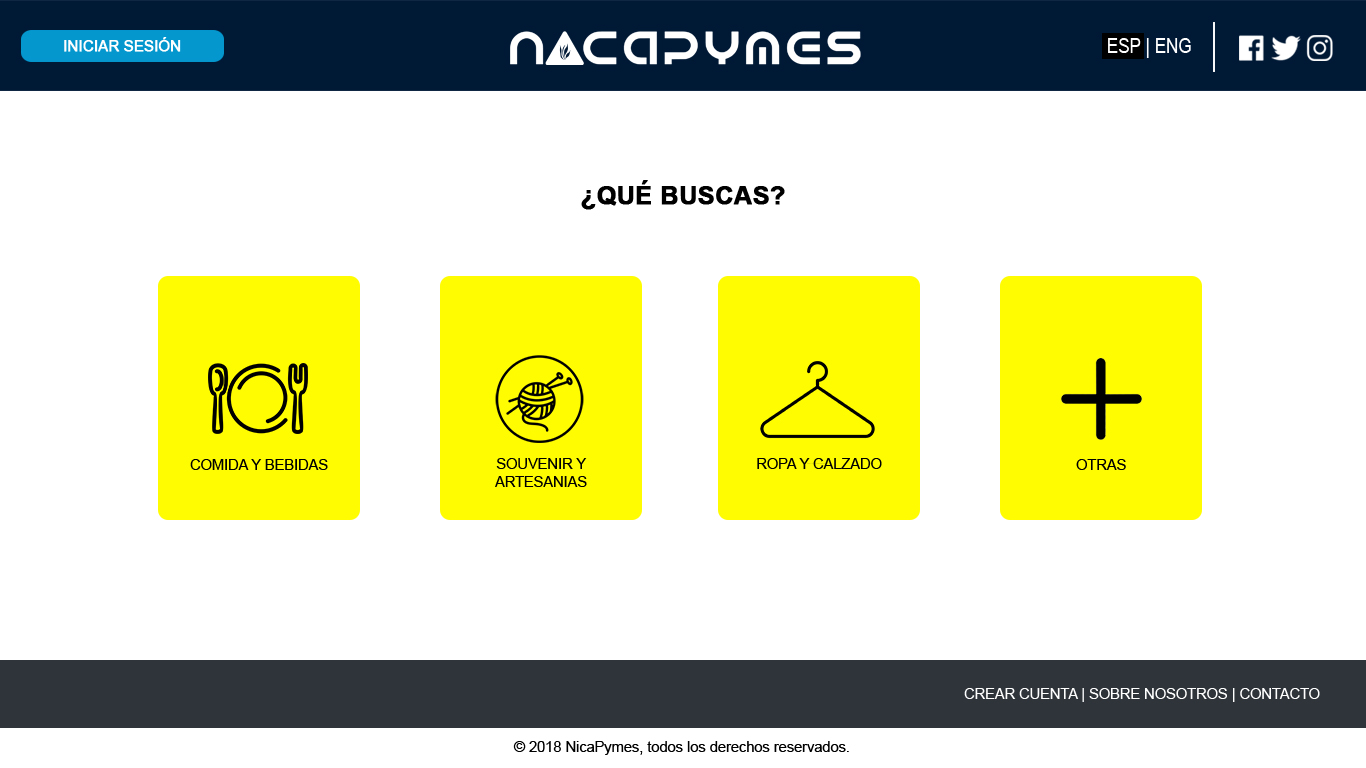 INICIAR SESIÓN
NACAPYMES
ESP | ENG
¿QUÉ BUSCAS?
COMIDA Y BEBIDAS
SOUVENIR Y
ARTESANIAS
ROPA Y CALZADO
OTRAS
CREAR CUENTA | SOBRE NOSOTROS | CONTACTO
© 2018 NicaPymes, todos los derechos reservados.